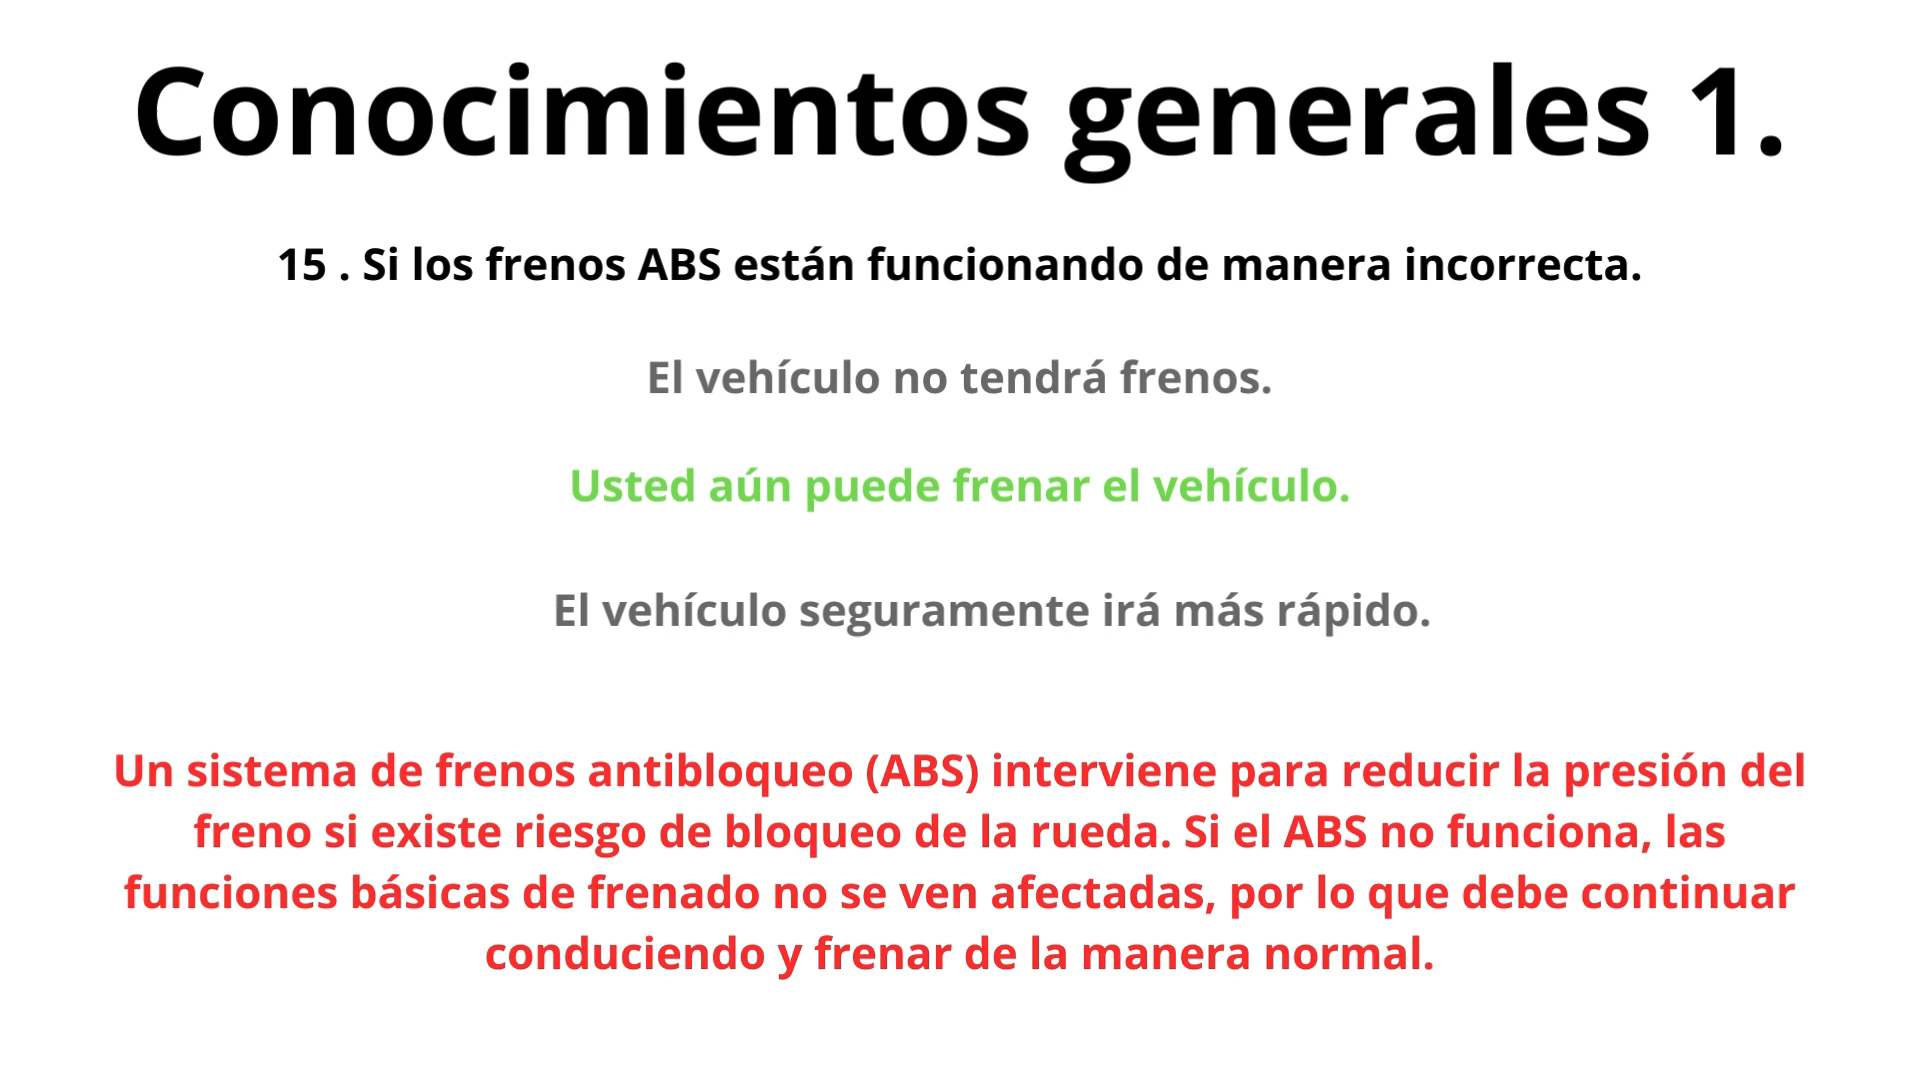 Conocimientos generales 1.
15 . Si los frenos ABS están funcionando de manera incorrecta.
El vehículo no tendrá frenos.
Usted aún puede frenar el vehículo.
El vehículo seguramente irá más rápido.
Un sistema de frenos antibloqueo (ABS) interviene para reducir la presión del
freno si existe riesgo de bloqueo de la rueda. Si el ABS no funciona, las
funciones básicas de frenado no se ven afectadas, por lo que debe continuar
conduciendo y frenar de la manera normal.